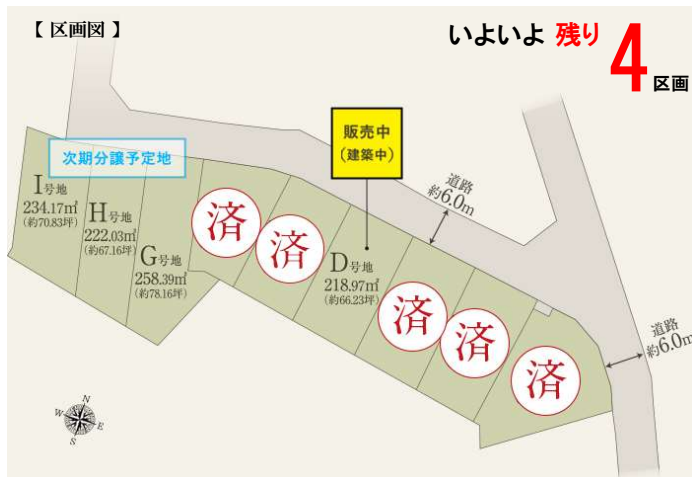 【 区画図 】
いよいよ 残り 4 区画
販売中
(建築中)
次期分譲予定地
道路
約6.0m
I号地
234.17㎡
(約70.83坪)
H号地
222.03㎡
(約67.16坪)
G号地
258.39㎡
(約78.16坪)
済
済
D号地
218.97㎡
(約66.23坪)
済
済
済
道路
約6.0m
N
W
E
S